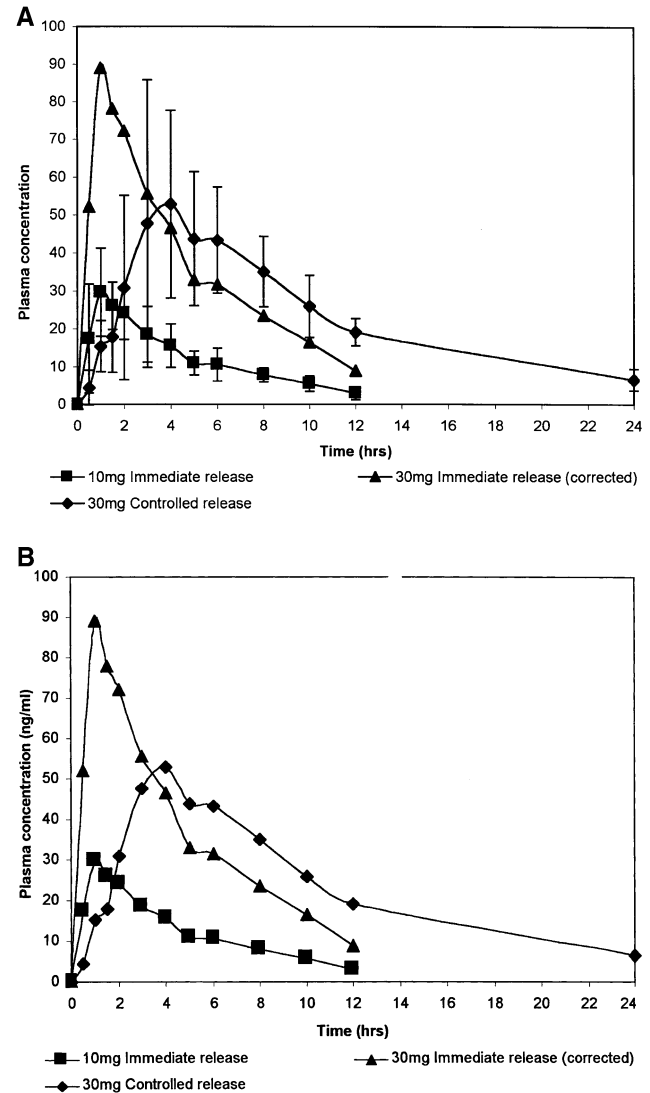 A
100
90
80
70
60
50
40
30
20
10
0
Plasma concentration
0 2 4 6 8 10 12 14 16 18 20 22 24
Time (hrs)
10mg Immediate release 30mg Immediate release (corrected)
30mg Controlled release
B
100
90
80
70
60
50
40
30
20
10
0
Plasma concentration (ng/ml)
0 2 4 6 8 10 12 14 16 18 20 22 24
Time (hrs)
10mg Immediate release 30mg Immediate release (corrected)
30mg Controlled release